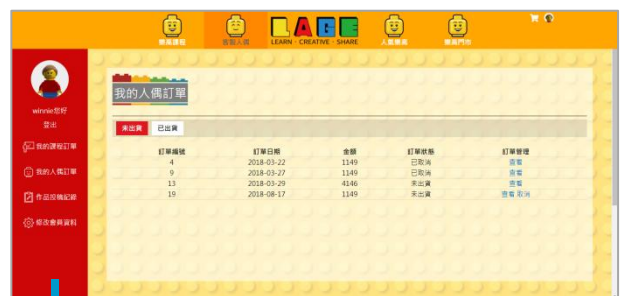 樂高課程 客製人偶 LAGE 人氣票選 樂高門市
LEARN · CREATIVE · SHARE
winnie您好
登出
我的課程訂單
我的人偶訂單
作品投稿記錄
修改會員資料
我的人偶訂單
未出貨 已出貨
訂單編號 訂單日期 金額 訂單狀態 訂單管理
4 2018-03-22 1149 已取消 查看
9 2018-03-27 1149 已取消 查看
13 2018-03-29 4146 未出貨 查看
19 2018-08-17 1149 未出貨 查看 取消